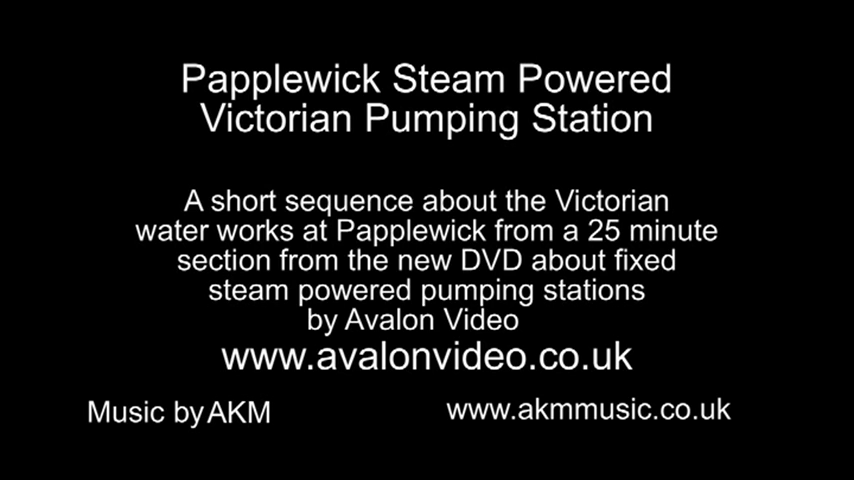 Papplewick Steam Powered
Victorian Pumping Station
A short sequence about the Victorian
water works at Papplewick from a 25 minute
section from the new DVD about fixed
steam powered pumping stations
by Avalon Video
www.avalonvideo.co.uk
Music by AKM www.akmmusic.co.uk